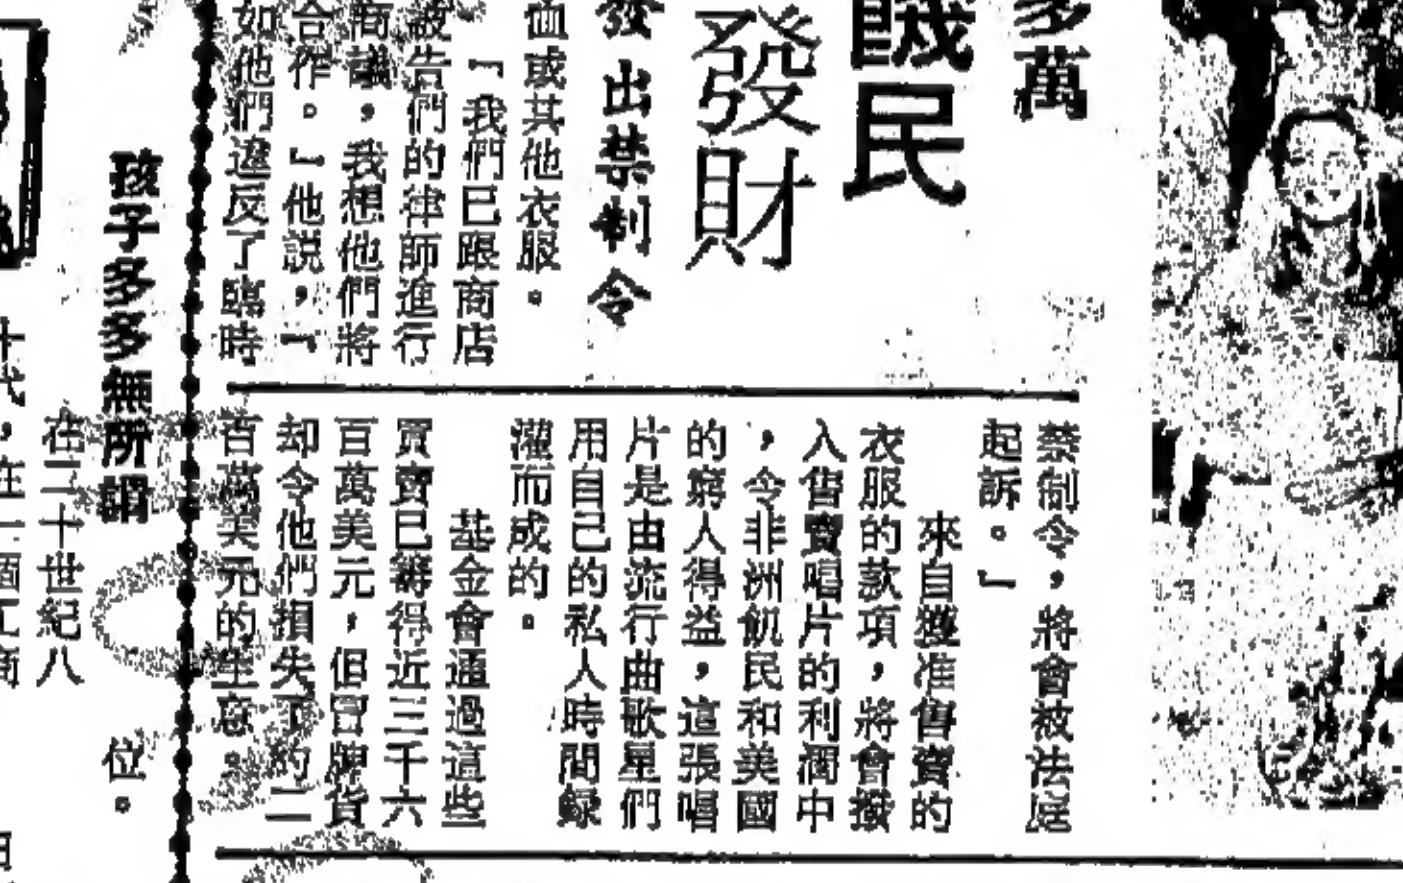 多萬
饑民
發財
發出禁制令
血或其他衣服。
「我們已跟商店
被告們的律師進行
商議，我想他們將
合作。」他説，「
如他們違反了臨時
禁制令，將會被法庭
起訴。」
來自獲准售賣的
衣服的款項，將會撥
入售賣唱片的利潤中
，令非洲飢民和美國
的窮人得益，這張唱
片是由流行曲歌星們
用自己的私人時間錄
灌而成的。
基金會通過這些
買賣已籌得近三千六
百萬美元，但冒牌貨
却令他們損失了約二
百萬美元的生意。
孩子多多無所謂
位。
在二十世紀八
十代，在一個工商